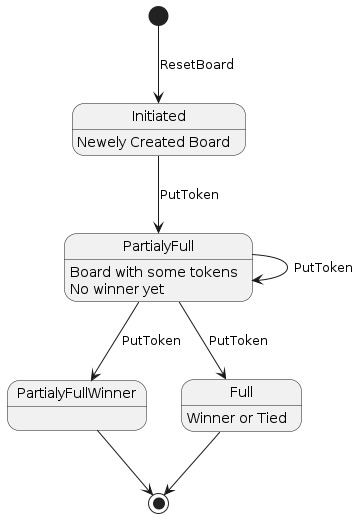 ResetBoard
Initiated
Newely Created Board
PutToken
PartialyFull
Board with some tokens
No winner yet
PutToken
PutToken
PutToken
PartialyFullWinner
Full
Winner or Tied